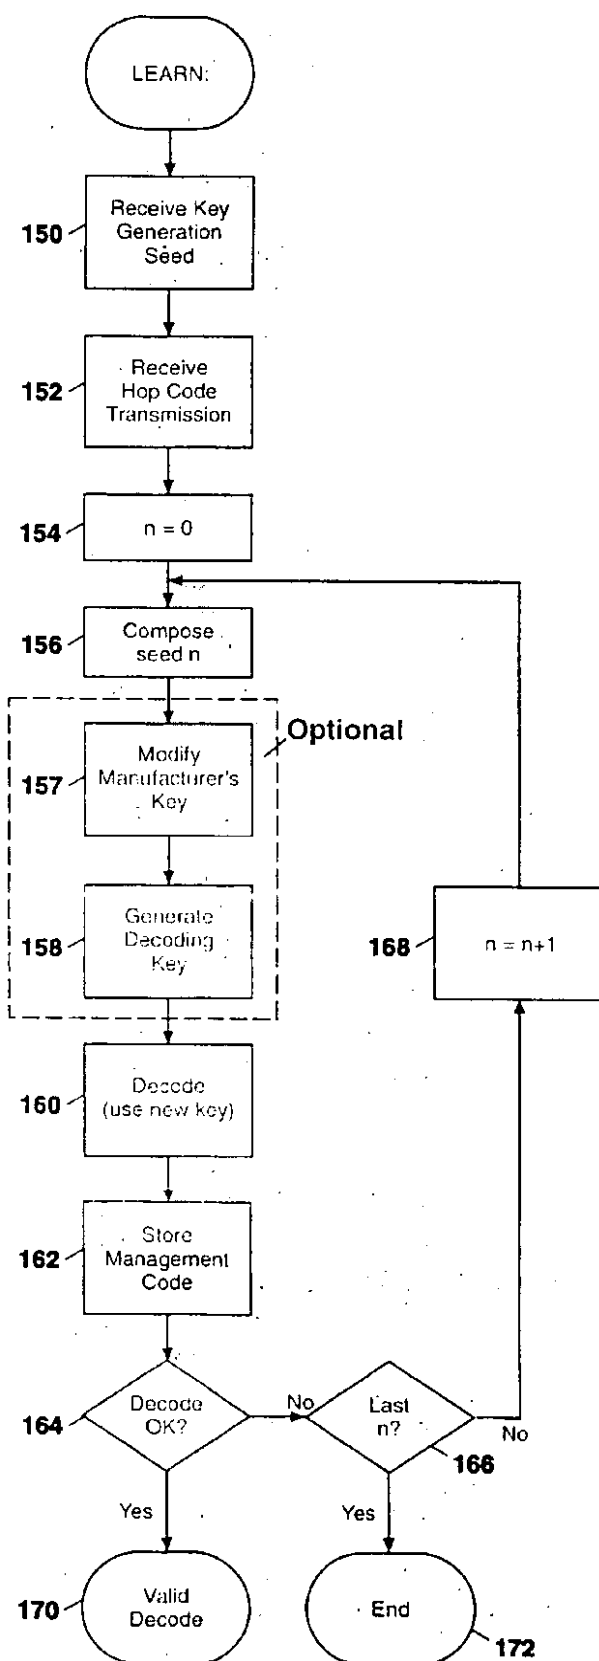 LEARN:
150
Receive Key
Generation
Seed
152
Receive
Hop Code
Transmission
154
n = 0
156
Compose
seed n
Optional
157
Modify
Manufacturer's
Key
158
Generate
Decoding
Key
168
n = n+1
160
Decode
(use new key)
162
Store
Management
Code
164
Decode
OK?
No
Last
n?
No
166
Yes
Yes
170
Valid
Decode
End
172